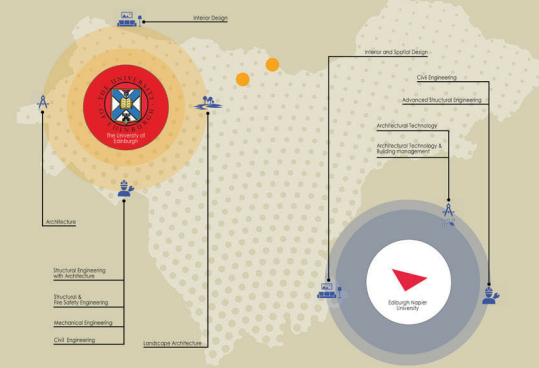 Interior Design
Interior and Spatial Design
Civil Engineering
Advanced Structural Engineering
THE UNIVERSITY OF EDINBURGH
The University of
Edinburgh
Architectural Technology
Architectural Technology &
Building management
Architecture
Structural Engineering
with Architecture
Structural &
Fire Safety Engineering
Mechanical Engineering
Civil Engineering
Landscape Architecture
Edinburgh Napier
University